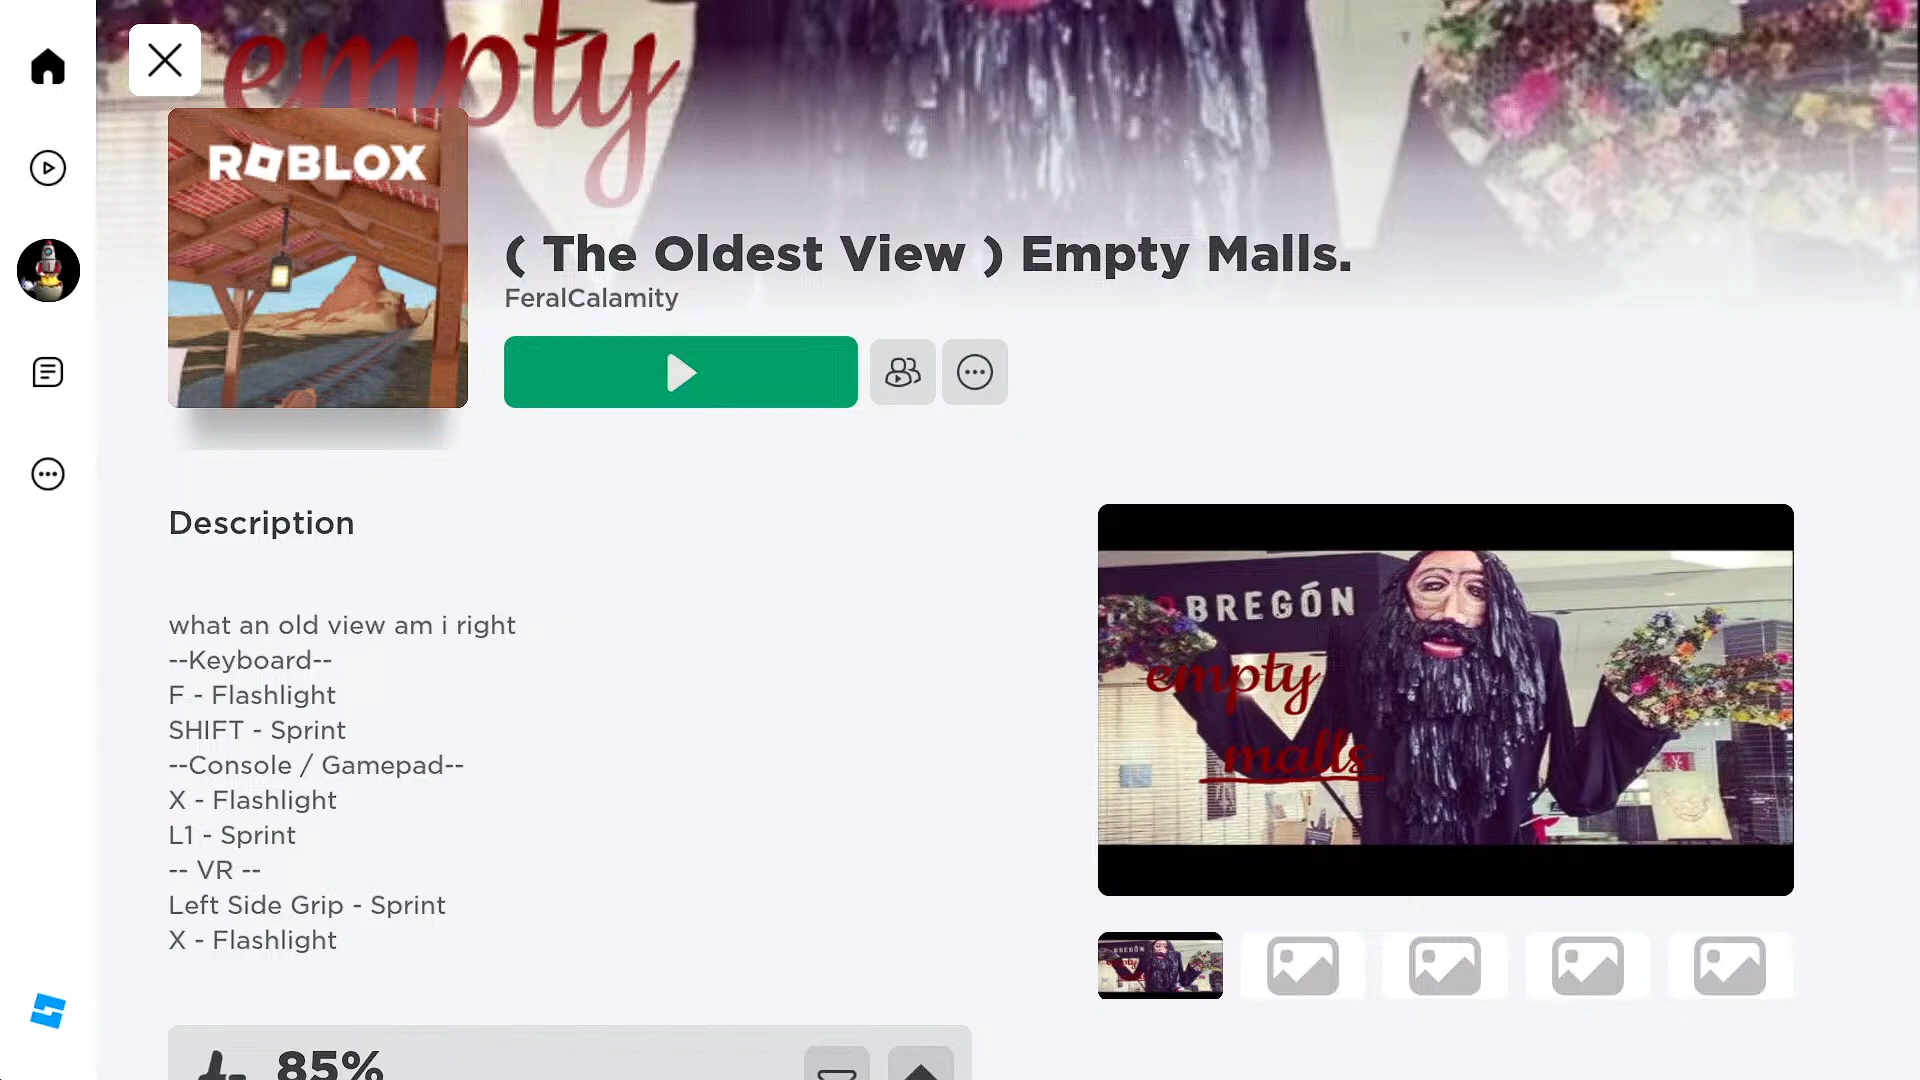 empty
ROBLOX
( The Oldest View ) Empty Malls.
FeralCalamity
Description
what an old view am i right
--Keyboard--
F - Flashlight
SHIFT - Sprint
--Console / Gamepad--
X - Flashlight
L1 - Sprint
-- VR --
Left Side Grip - Sprint
X - Flashlight
85%
OBREGÓN
empty
malls